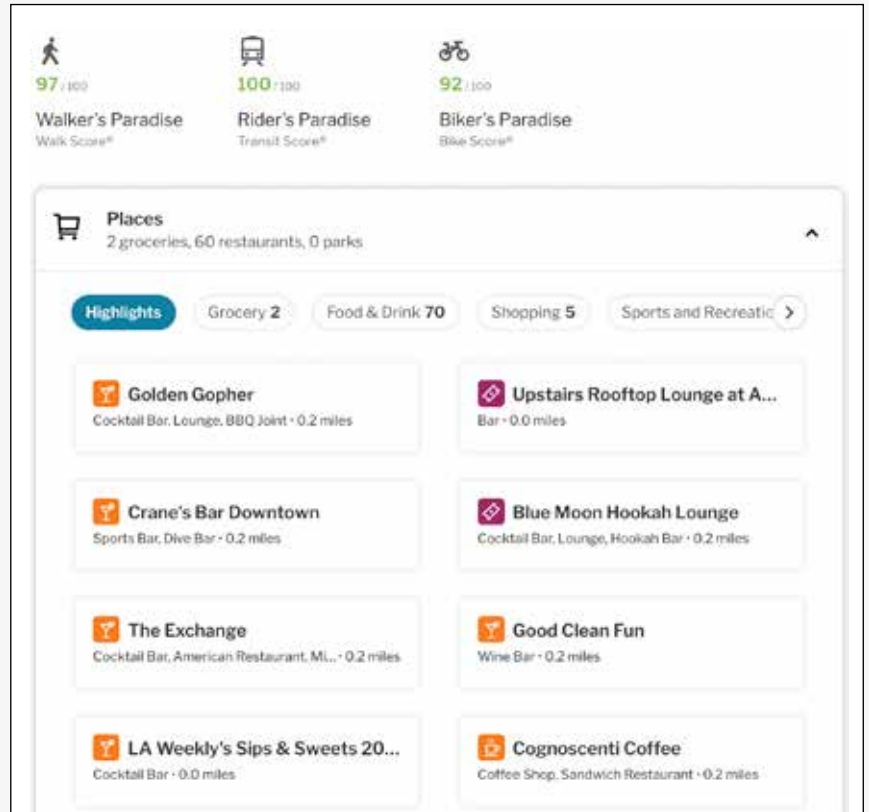 97/100
100/100
92/100
Walker's Paradise
Walk Score®
Rider's Paradise
Transit Score®
Biker's Paradise
Bike Score®
Places
2 groceries, 60 restaurants, 0 parks
Highlights
Grocery 2
Food & Drink 70
Shopping 5
Sports and Recreatic
Golden Gopher
Cocktail Bar, Lounge, BBQ Joint · 0.2 miles
Upstairs Rooftop Lounge at A...
Bar · 0.0 miles
Crane's Bar Downtown
Sports Bar, Dive Bar · 0.2 miles
Blue Moon Hookah Lounge
Cocktail Bar, Lounge, Hookah Bar · 0.2 miles
The Exchange
Cocktail Bar, American Restaurant, Mi... · 0.2 miles
Good Clean Fun
Wine Bar · 0.2 miles
LA Weekly's Sips & Sweets 20...
Cocktail Bar · 0.0 miles
Cognoscenti Coffee
Coffee Shop, Sandwich Restaurant · 0.2 miles